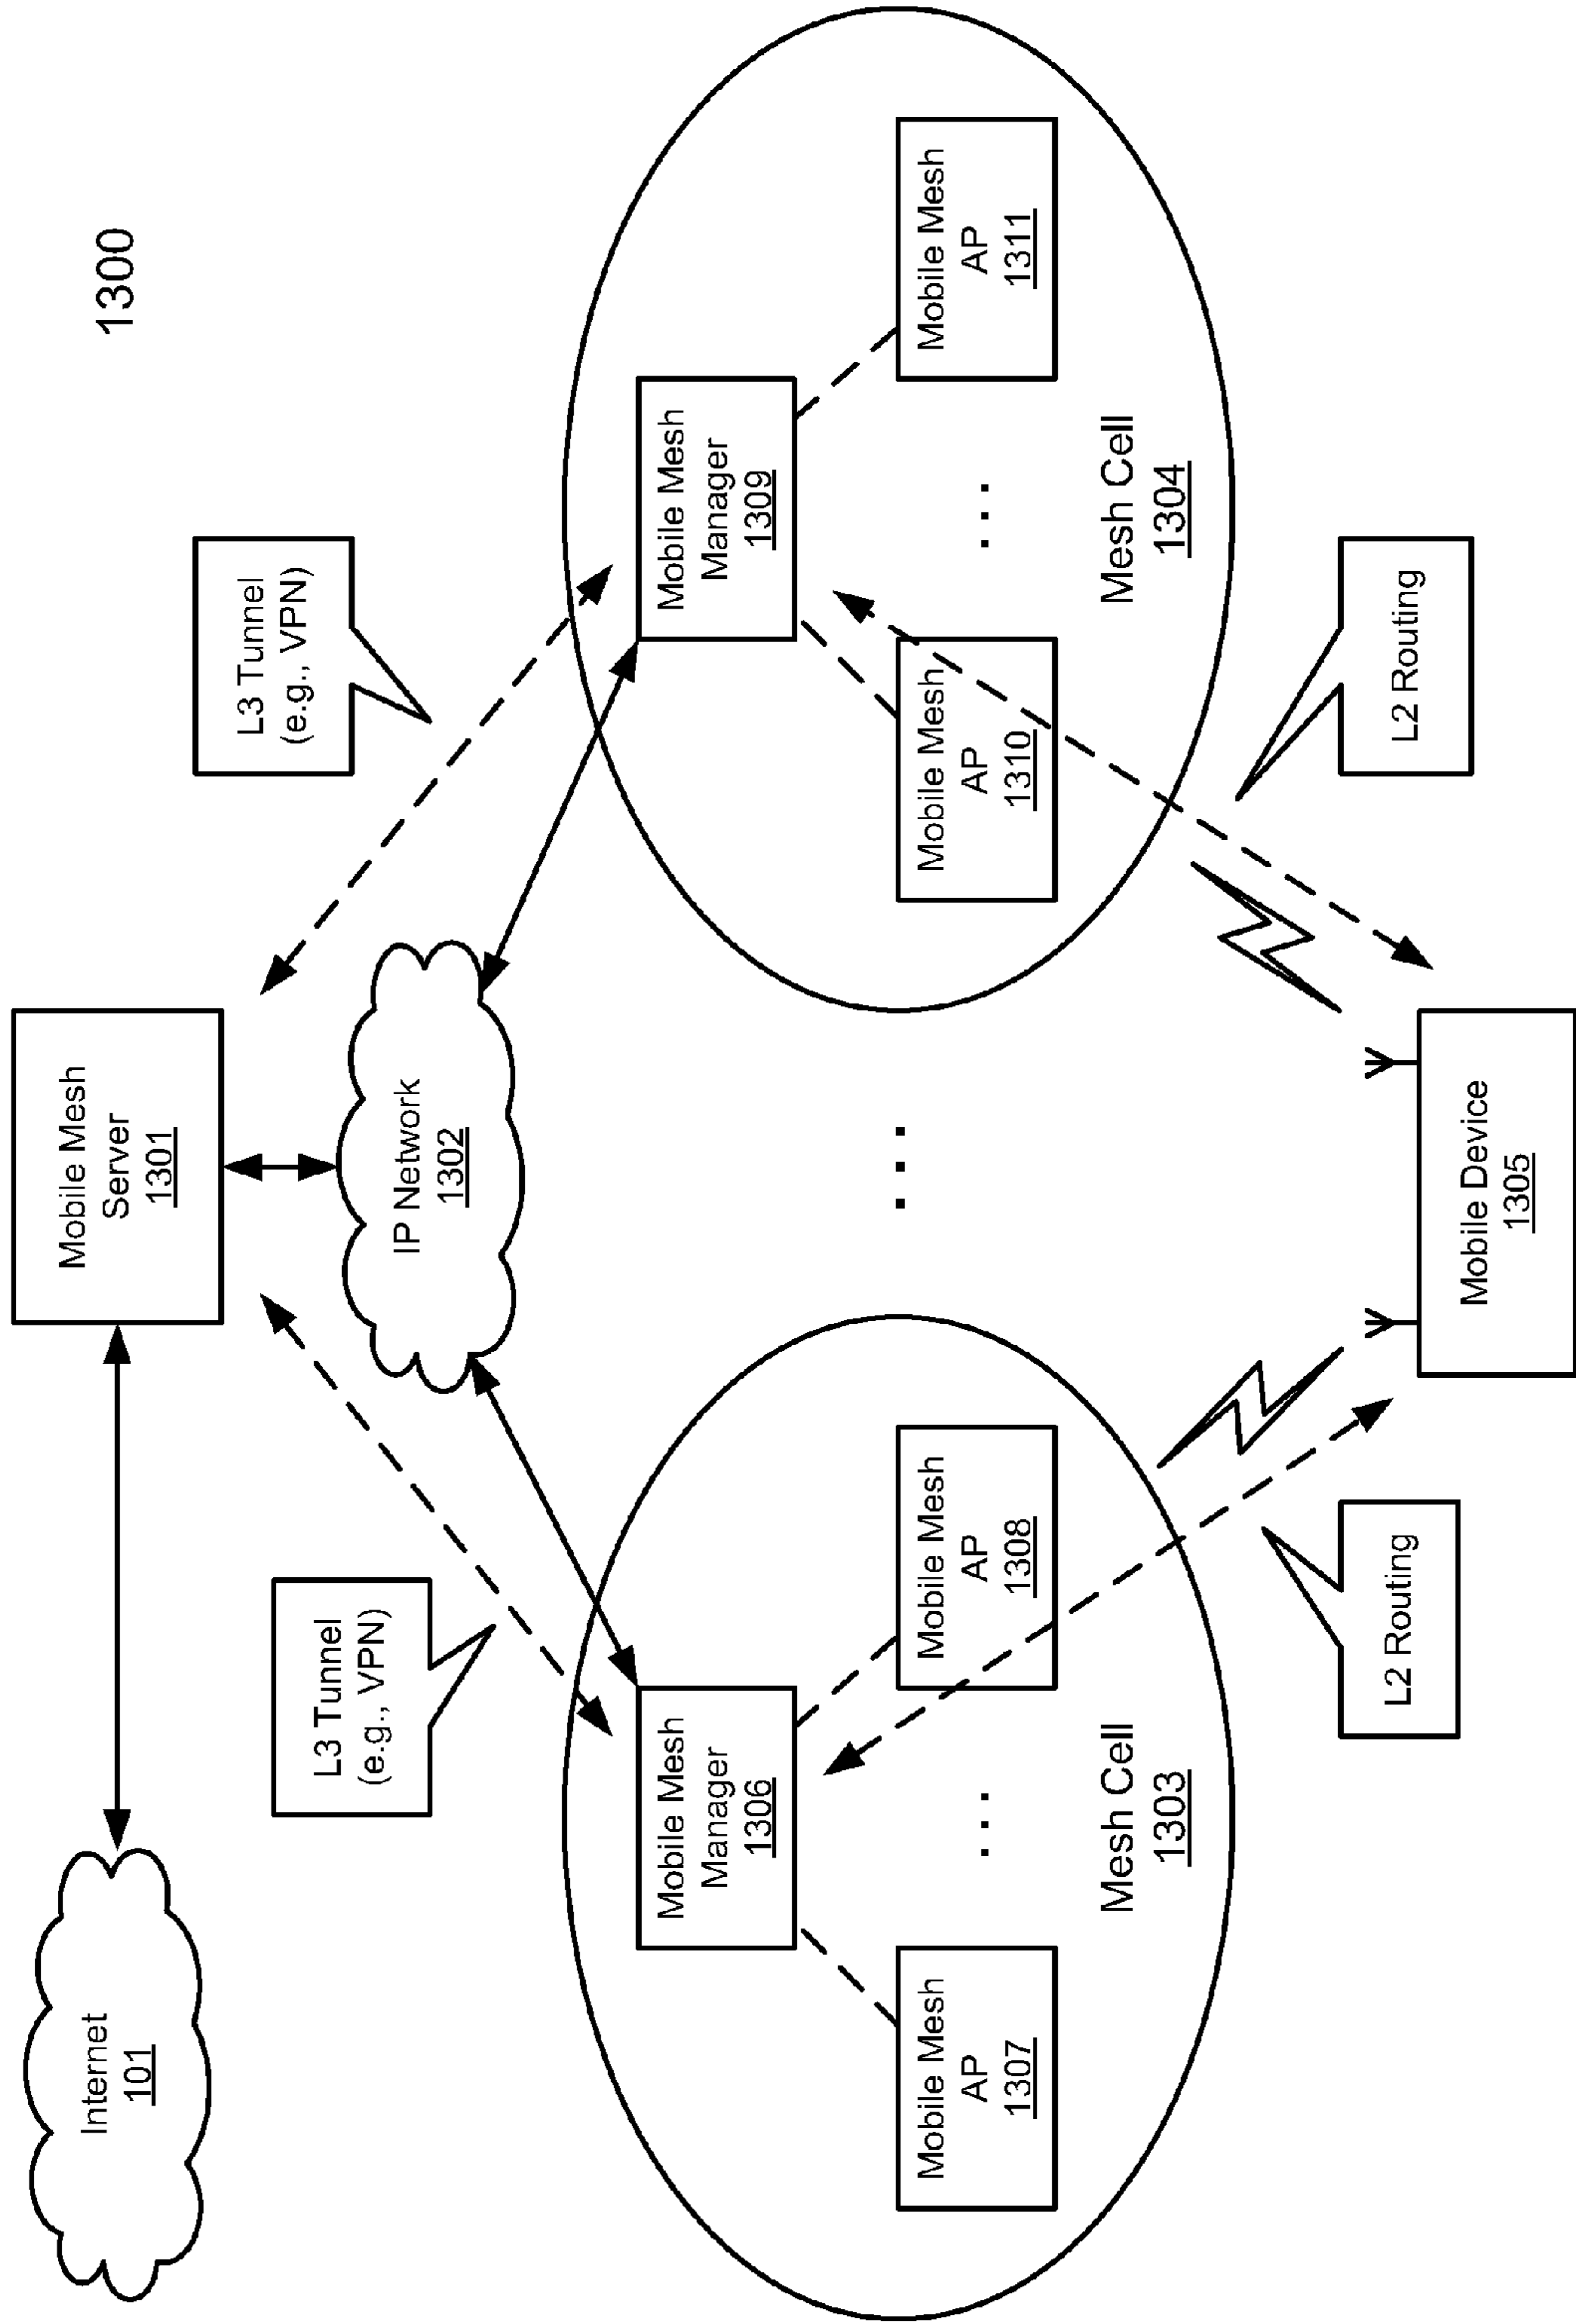 1300
Internet
101
Mobile Mesh
Server
1301
L3 Tunnel
(e.g., VPN)
L3 Tunnel
(e.g., VPN)
IP Network
1302
Mobile Mesh
Manager
1306
Mobile Mesh
AP
1307
...
Mobile Mesh
AP
1308
Mesh Cell
1303
...
Mobile Mesh
Manager
1309
Mobile Mesh
AP
1310
...
Mobile Mesh
AP
1311
Mesh Cell
1304
L2 Routing
Mobile Device
1305
L2 Routing